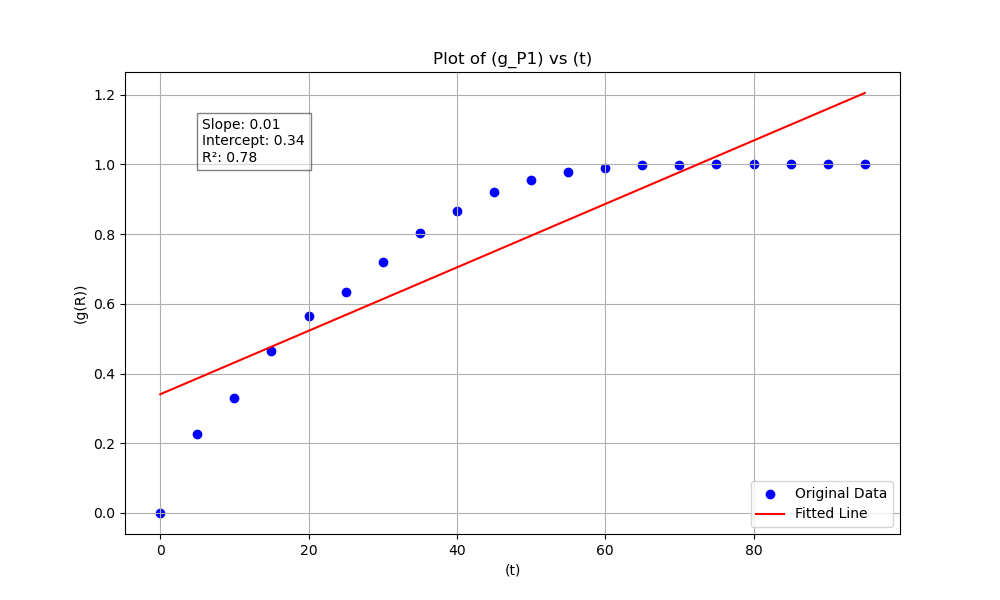 Plot of (g_P1) vs (t)
Slope: 0.01
Intercept: 0.34
R²: 0.78
1.2
1.0
0.8
0.6
0.4
0.2
0.0
(g(R))
0 20 40 60 80
(t)
Original Data
Fitted Line